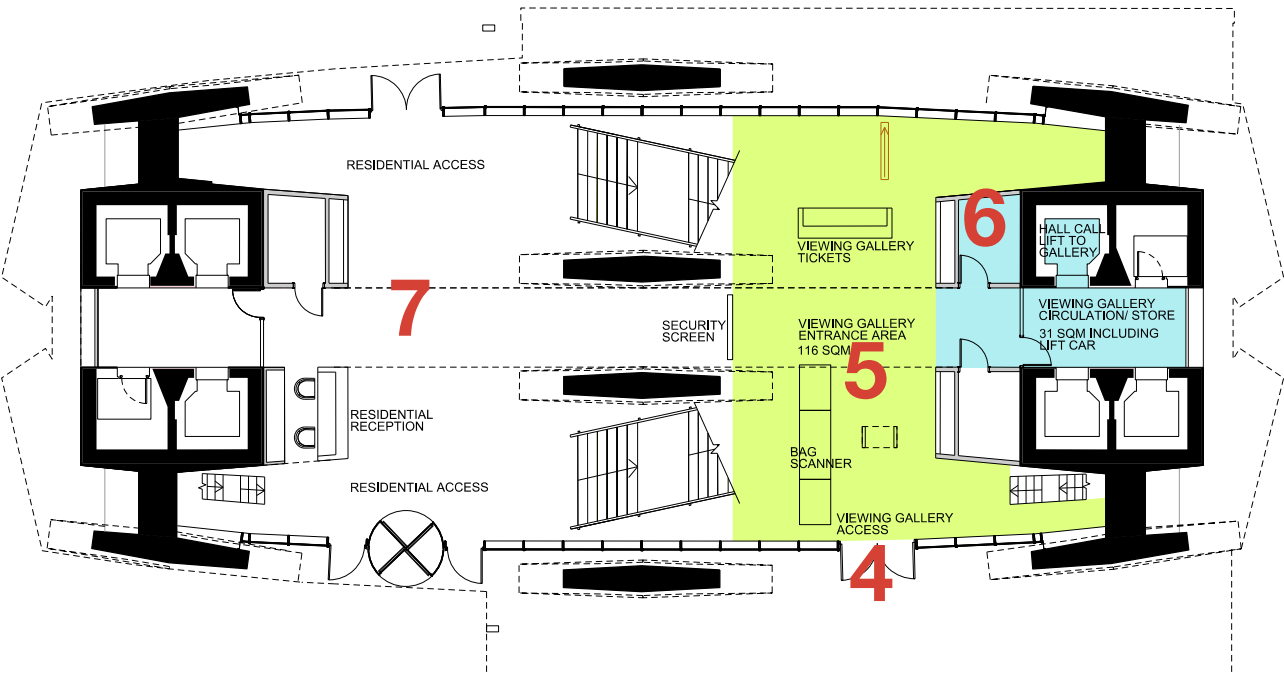 RESIDENTIAL ACCESS
6
HALL CALL
LIFT TO
GALLERY
VIEWING GALLERY
TICKETS
7
SECURITY
SCREEN
VIEWING GALLERY
ENTRANCE AREA
116 SQM
VIEWING GALLERY
CIRCULATION/ STORE
31 SQM INCLUDING
LIFT CAR
5
RESIDENTIAL
RECEPTION
BAG
SCANNER
RESIDENTIAL ACCESS
VIEWING GALLERY
ACCESS
4